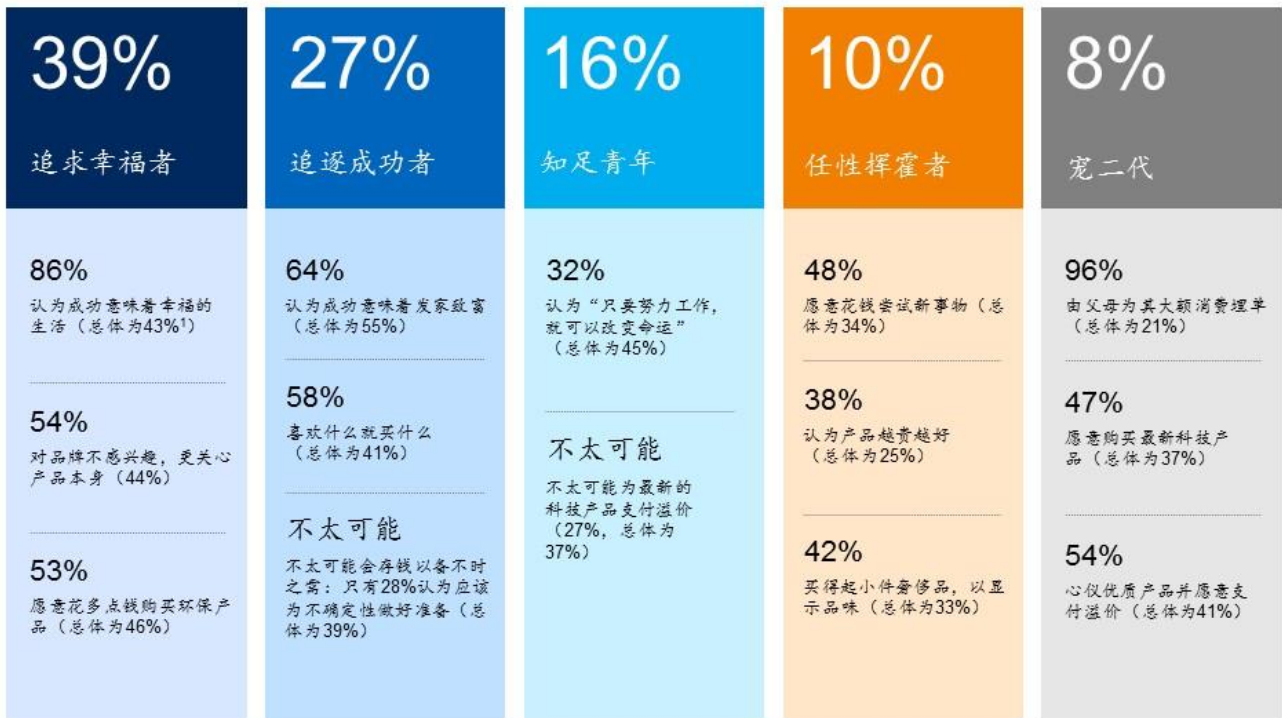 39%
追求幸福者
86%
认为成功意味着幸福的
生活（总体为43%¹）
54%
对品牌不感兴趣，更关心
产品本身（44%）
53%
愿意花多点钱购买环保产
品（总体为46%）
27%
追逐成功者
64%
认为成功意味着发家致富
（总体为55%）
58%
喜欢什么就买什么
（总体为41%）
不太可能
不太可能会存钱以备不时
之需：只有28%认为应该
为不确定性做好准备（总
体为39%）
16%
知足青年
32%
认为“只要努力工作，
就可以改变命运”
（总体为45%）
不太可能
不太可能为最新的
科技产品支付溢价
（27%，总体为
37%）
10%
任性挥霍者
48%
愿意花钱尝试新事物（总
体为34%）
38%
认为产品越贵越好
（总体为25%）
42%
买得起小件奢侈品，以显
示品味（总体为33%）
8%
宠二代
96%
由父母为其大额消费埋单
（总体为21%）
47%
愿意购买最新科技产
品（总体为37%）
54%
心仪优质产品并愿意支
付溢价（总体为41%）